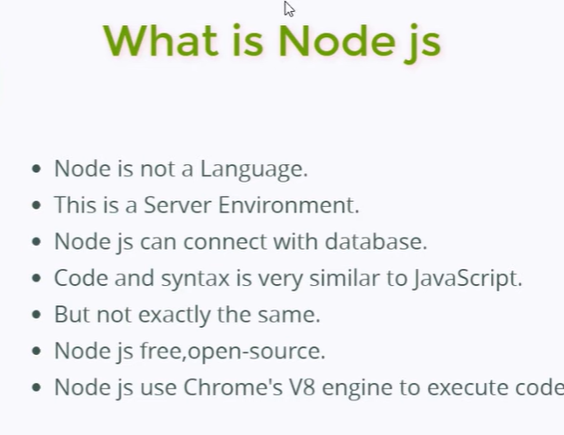 What is Node js
• Node is not a Language.
• This is a Server Environment.
• Node js can connect with database.
• Code and syntax is very similar to JavaScript.
• But not exactly the same.
• Node js free,open-source.
• Node js use Chrome's V8 engine to execute code